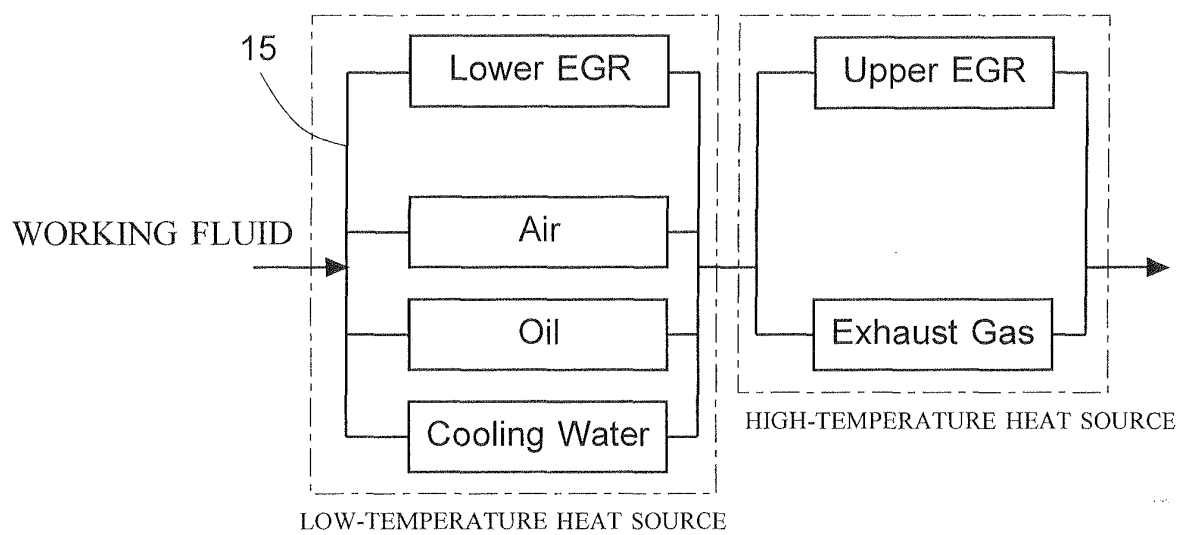 15
Lower EGR
Upper EGR
Air
WORKING FLUID
Oil
Exhaust Gas
Cooling Water
HIGH-TEMPERATURE HEAT SOURCE
LOW-TEMPERATURE HEAT SOURCE